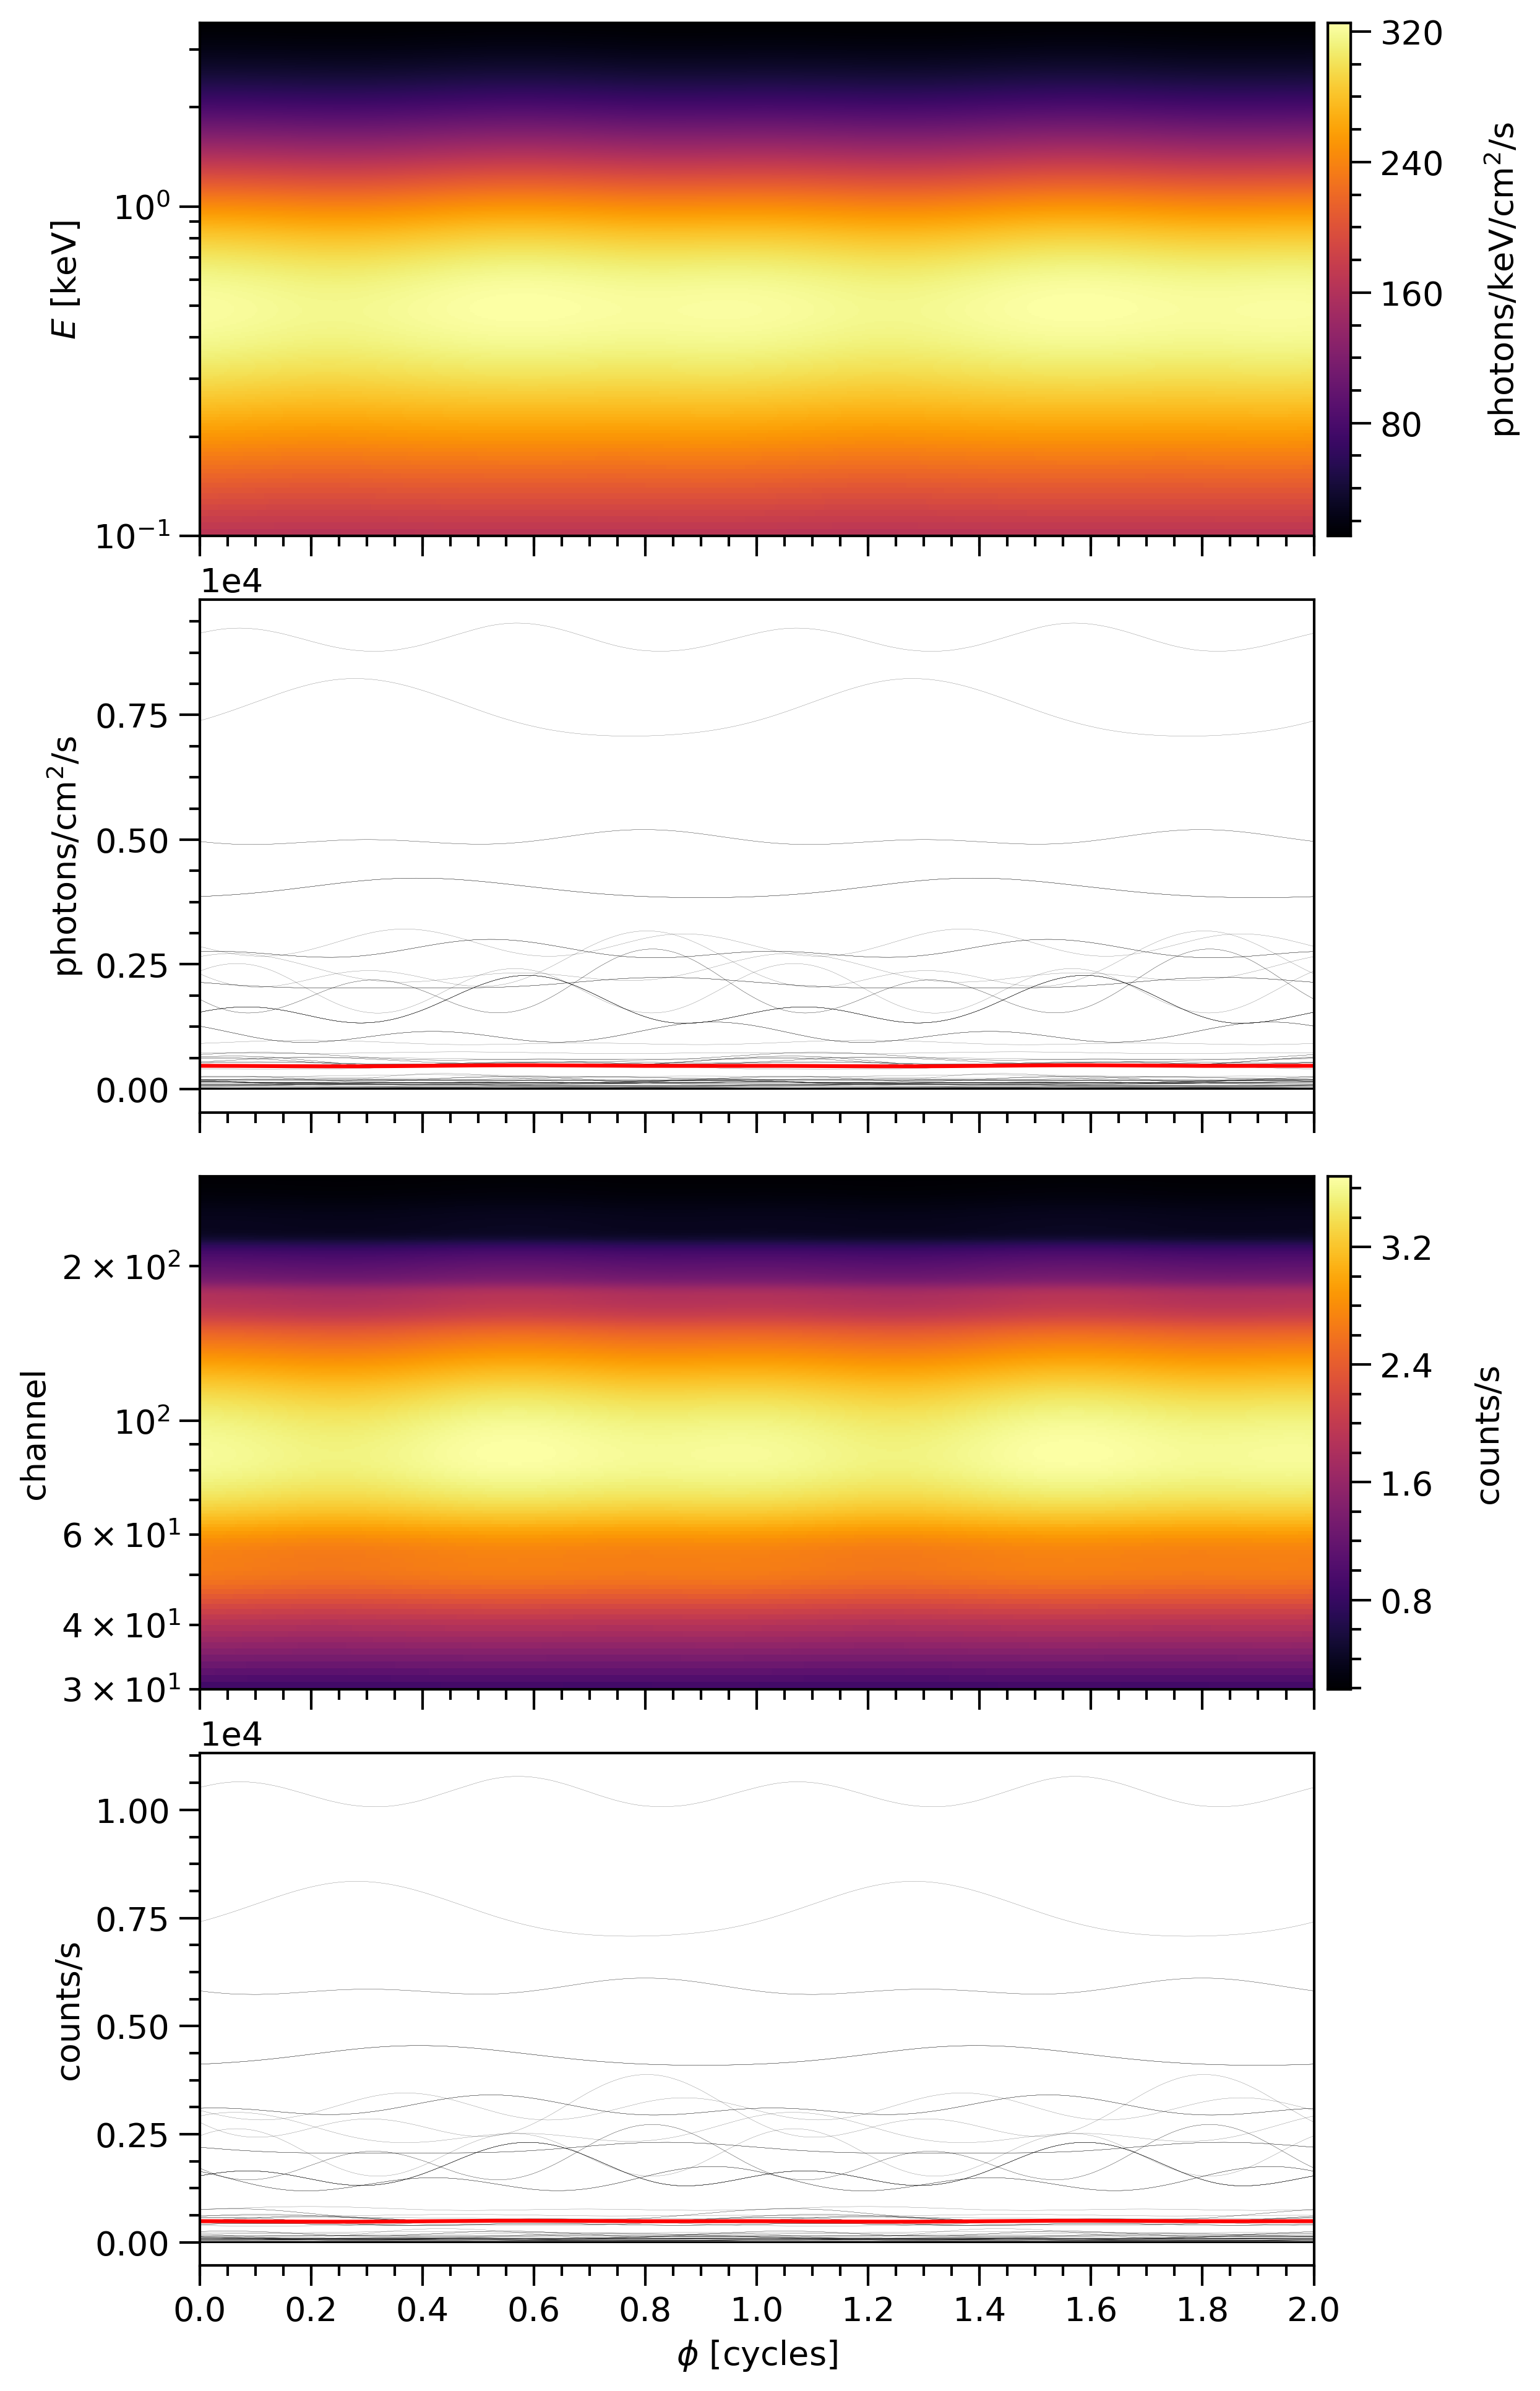 320
240
160
80
photons/keV/cm²/s
10⁰
10⁻¹
E [keV]
1e4
0.75
0.50
0.25
0.00
photons/cm²/s
2 × 10²
10²
6 × 10¹
4 × 10¹
3 × 10¹
channel
3.2
2.4
1.6
0.8
counts/s
1e4
1.00
0.75
0.50
0.25
0.00
counts/s
0.0 0.2 0.4 0.6 0.8 1.0 1.2 1.4 1.6 1.8 2.0
ϕ [cycles]